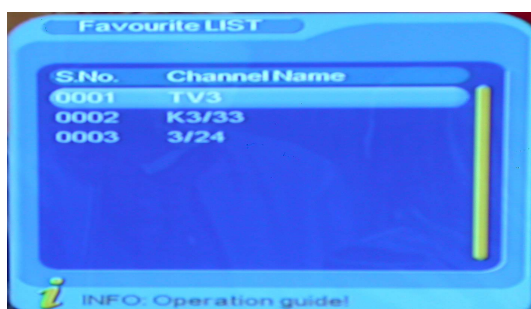 Favourite LIST
S.No. Channel Name
0001 TV3
0002 K3/33
0003 3/24
i INFO: Operation guide!